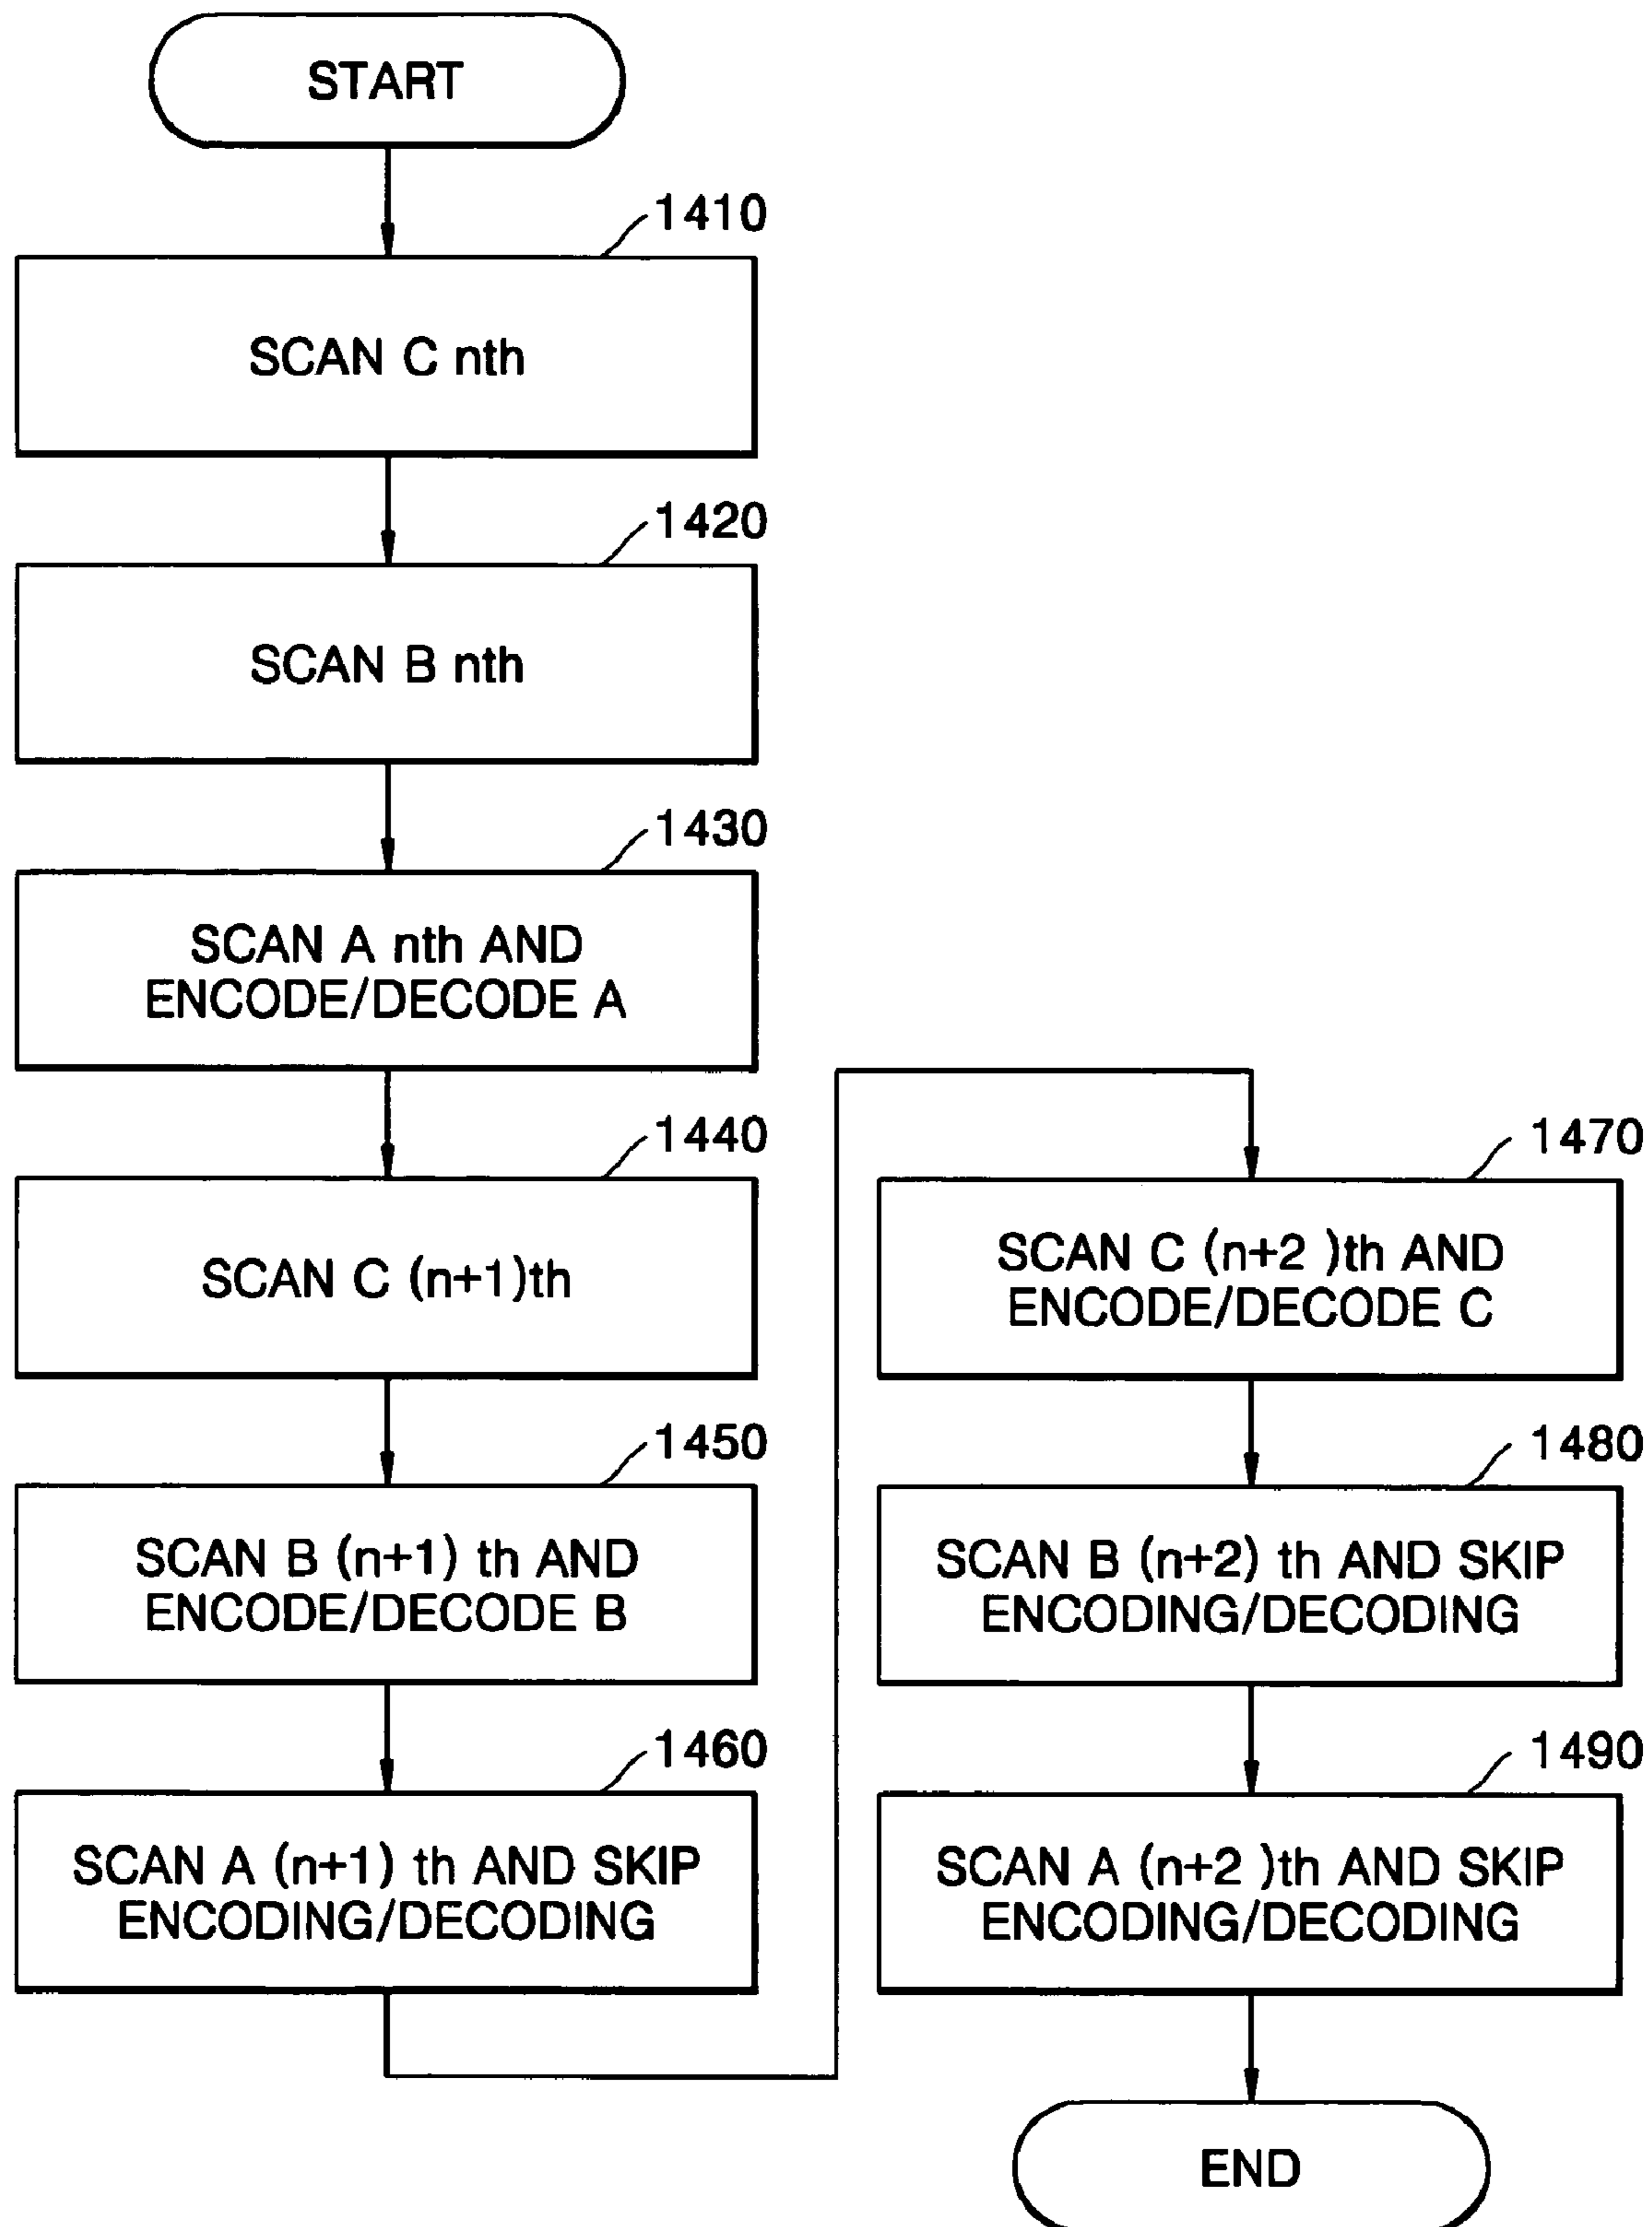 START
1410
SCAN C nth
1420
SCAN B nth
1430
SCAN A nth AND
ENCODE/DECODE A
1440
SCAN C (n+1)th
1450
SCAN B (n+1) th AND
ENCODE/DECODE B
1460
SCAN A (n+1) th AND SKIP
ENCODING/DECODING
1470
SCAN C (n+2 )th AND
ENCODE/DECODE C
1480
SCAN B (n+2) th AND SKIP
ENCODING/DECODING
1490
SCAN A (n+2 )th AND SKIP
ENCODING/DECODING
END